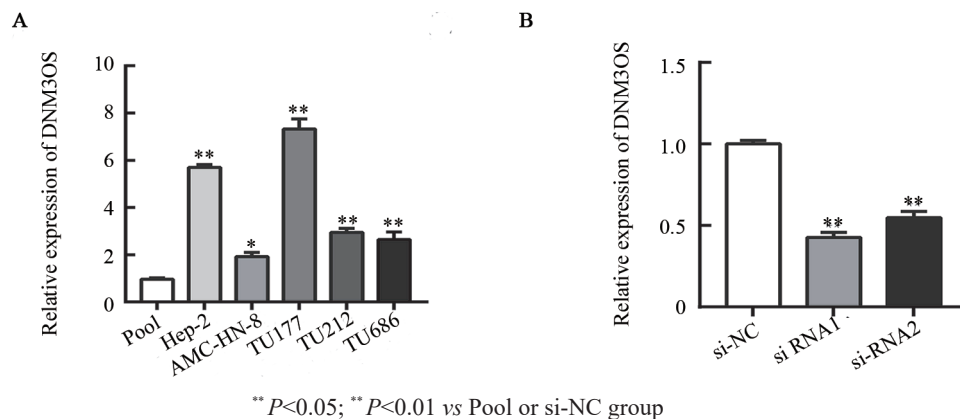 A
Relative expression of DNM3OS
10
8
6
4
2
0
**
*
**
**
**
Pool
Hep-2
AMC-HN-8
TU177
TU212
TU686
B
Relative expression of DNM3OS
1.5
1.0
0.5
0
**
**
si-NC
si RNA1
si-RNA2
**P<0.05; **P<0.01 vs Pool or si-NC group